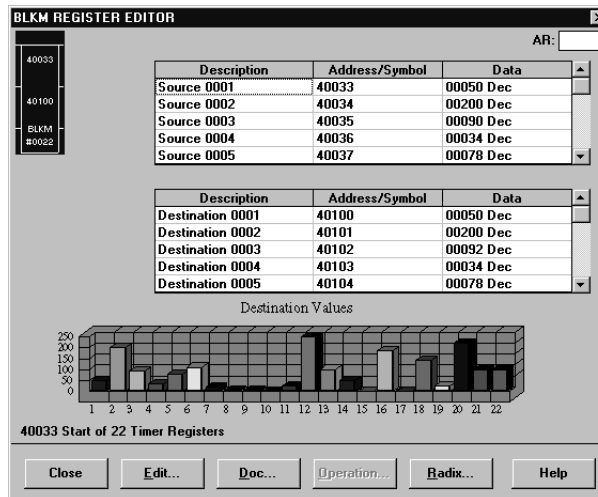 BLKM REGISTER EDITOR
AR:
40033
40100
BLKM
#0022
Description Address/Symbol Data
Source 0001 40033 00050 Dec
Source 0002 40034 00200 Dec
Source 0003 40035 00090 Dec
Source 0004 40036 00034 Dec
Source 0005 40037 00078 Dec
Description Address/Symbol Data
Destination 0001 40100 00050 Dec
Destination 0002 40101 00200 Dec
Destination 0003 40102 00092 Dec
Destination 0004 40103 00034 Dec
Destination 0005 40104 00078 Dec
Destination Values
250
200
150
100
50
0
1 2 3 4 5 6 7 8 9 10 11 12 13 14 15 16 17 18 19 20 21 22
40033 Start of 22 Timer Registers
Close Edit... Doc... Operation... Radix... Help